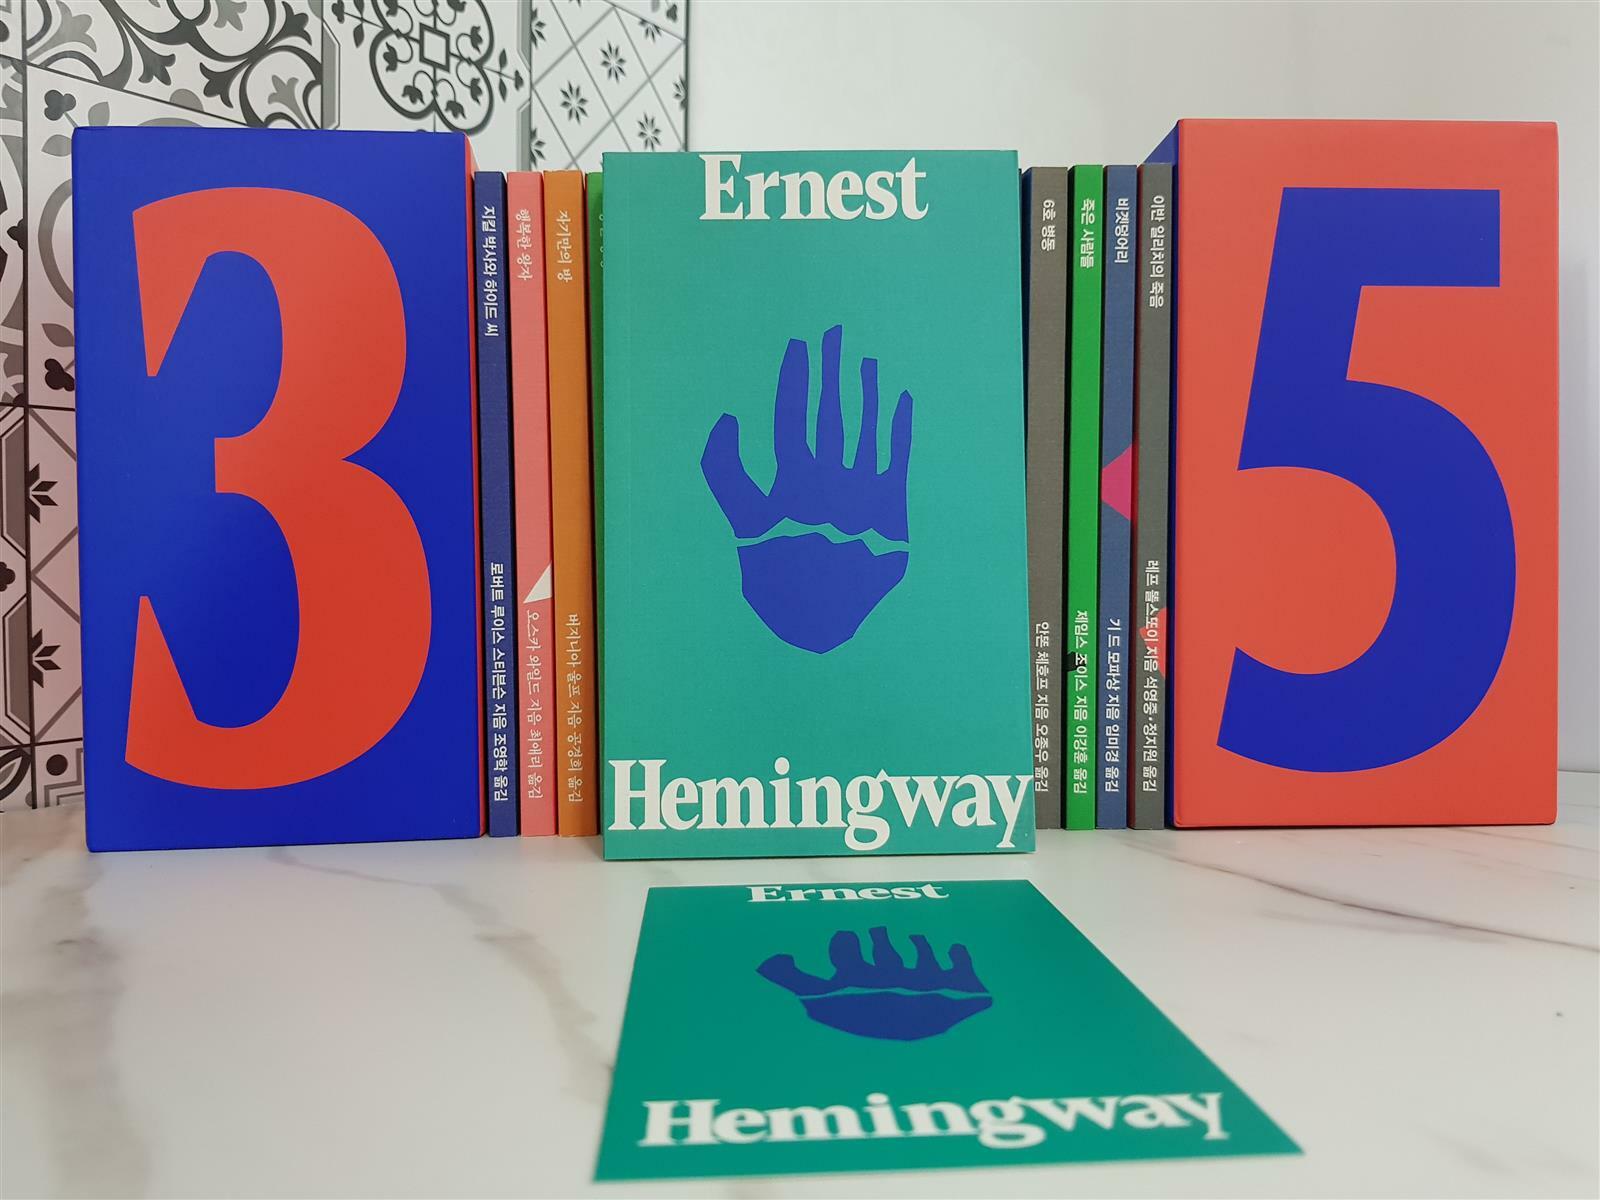 3
지킬 박사와 하이드 씨
로버트 루이스 스티븐슨 지음 조영학 옮김
행복한 왕자
오스카 와일드 지음 최애리 옮김
자기만의 방
버지니아 울프 지음 공경희 옮김
Ernest
Hemingway
6호 병동
안똔 체호프 지음 오종우 옮김
죽은 사람들
제임스 조이스 지음 이강훈 옮김
비곗덩어리
기 드 모파상 지음 임미경 옮김
이반 일리치의 죽음
레프 똘스또이 지음 석영중·정지원 옮김
5
Ernest
Hemingway